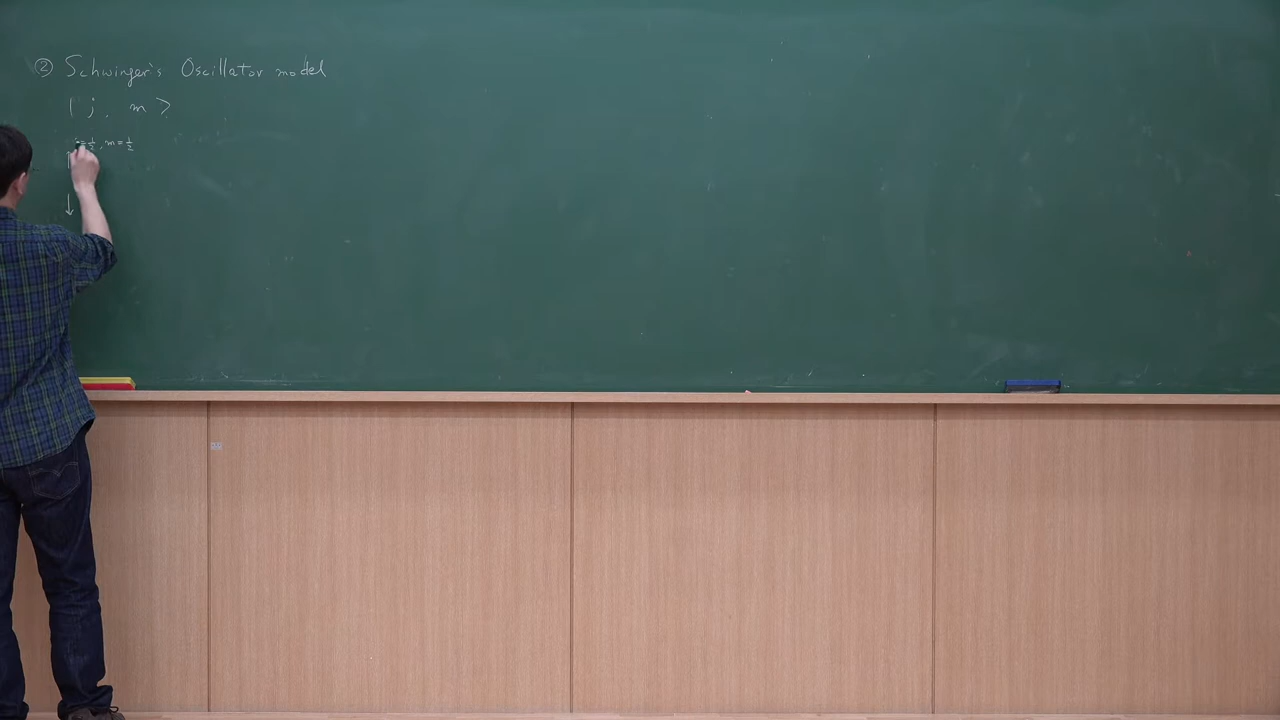 ② Schwinger's Oscillator model
| j, m >
j=½, m=½
↑
↓